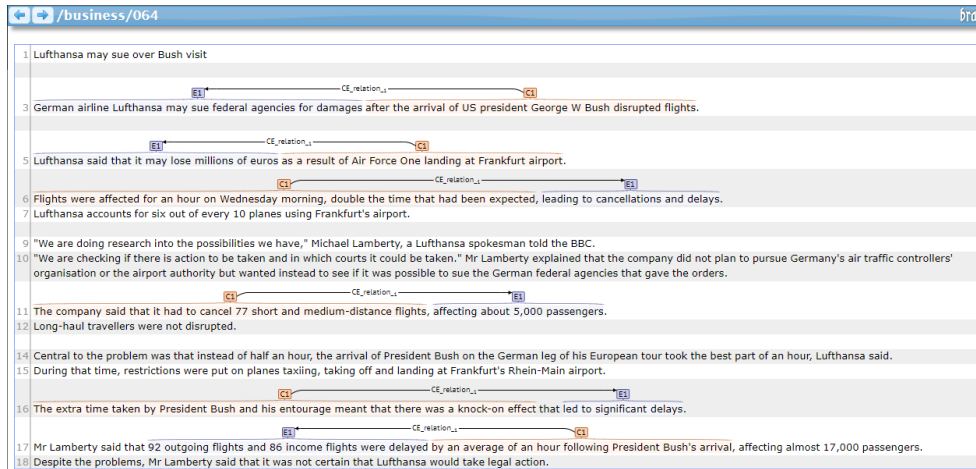 /business/064 bra
1 Lufthansa may sue over Bush visit
E1 CE_relation_1 C1
3 German airline Lufthansa may sue federal agencies for damages after the arrival of US president George W Bush disrupted flights.
E1 CE_relation_1 C1
5 Lufthansa said that it may lose millions of euros as a result of Air Force One landing at Frankfurt airport.
C1 CE_relation_1 E1
6 Flights were affected for an hour on Wednesday morning, double the time that had been expected, leading to cancellations and delays.
7 Lufthansa accounts for six out of every 10 planes using Frankfurt's airport.
9 "We are doing research into the possibilities we have," Michael Lamberty, a Lufthansa spokesman told the BBC.
10 "We are checking if there is action to be taken and in which courts it could be taken." Mr Lamberty explained that the company did not plan to pursue Germany's air traffic controllers'
organisation or the airport authority but wanted instead to see if it was possible to sue the German federal agencies that gave the orders.
C1 CE_relation_1 E1
11 The company said that it had to cancel 77 short and medium-distance flights, affecting about 5,000 passengers.
12 Long-haul travellers were not disrupted.
14 Central to the problem was that instead of half an hour, the arrival of President Bush on the German leg of his European tour took the best part of an hour, Lufthansa said.
15 During that time, restrictions were put on planes taxiing, taking off and landing at Frankfurt's Rhein-Main airport.
C1 CE_relation_1 E1
16 The extra time taken by President Bush and his entourage meant that there was a knock-on effect that led to significant delays.
E1 CE_relation_1 C1
17 Mr Lamberty said that 92 outgoing flights and 86 income flights were delayed by an average of an hour following President Bush's arrival, affecting almost 17,000 passengers.
18 Despite the problems, Mr Lamberty said that it was not certain that Lufthansa would take legal action.